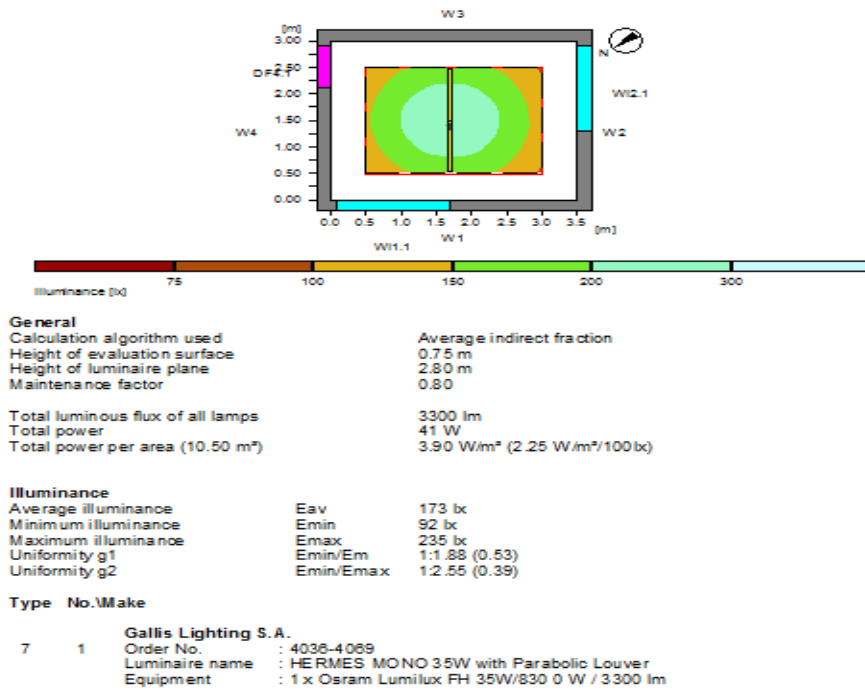 W3
[m]
3.00
N
2.50
DF4.1
2.00
WI2.1
1.50
W4
W2
1.00
0.50
0.00
0.0 0.5 1.0 1.5 2.0 2.5 3.0 3.5 [m]
W1
WI1.1
75 100 150 200 300
Illuminance [lx]
General
Calculation algorithm used Average indirect fraction
Height of evaluation surface 0.75 m
Height of luminaire plane 2.80 m
Maintenance factor 0.80
Total luminous flux of all lamps 3300 lm
Total power 41 W
Total power per area (10.50 m²) 3.90 W/m² (2.25 W/m²/100lx)
Illuminance
Average illuminance Eav 173 lx
Minimum illuminance Emin 92 lx
Maximum illuminance Emax 235 lx
Uniformity g1 Emin/Em 1:1.88 (0.53)
Uniformity g2 Emin/Emax 1:2.55 (0.39)
Type No.\Make
Gallis Lighting S.A.
7 1 Order No. : 4036-4069
Luminaire name : HERMES MONO 35W with Parabolic Louver
Equipment : 1 x Osram Lumilux FH 35W/830 0 W / 3300 lm